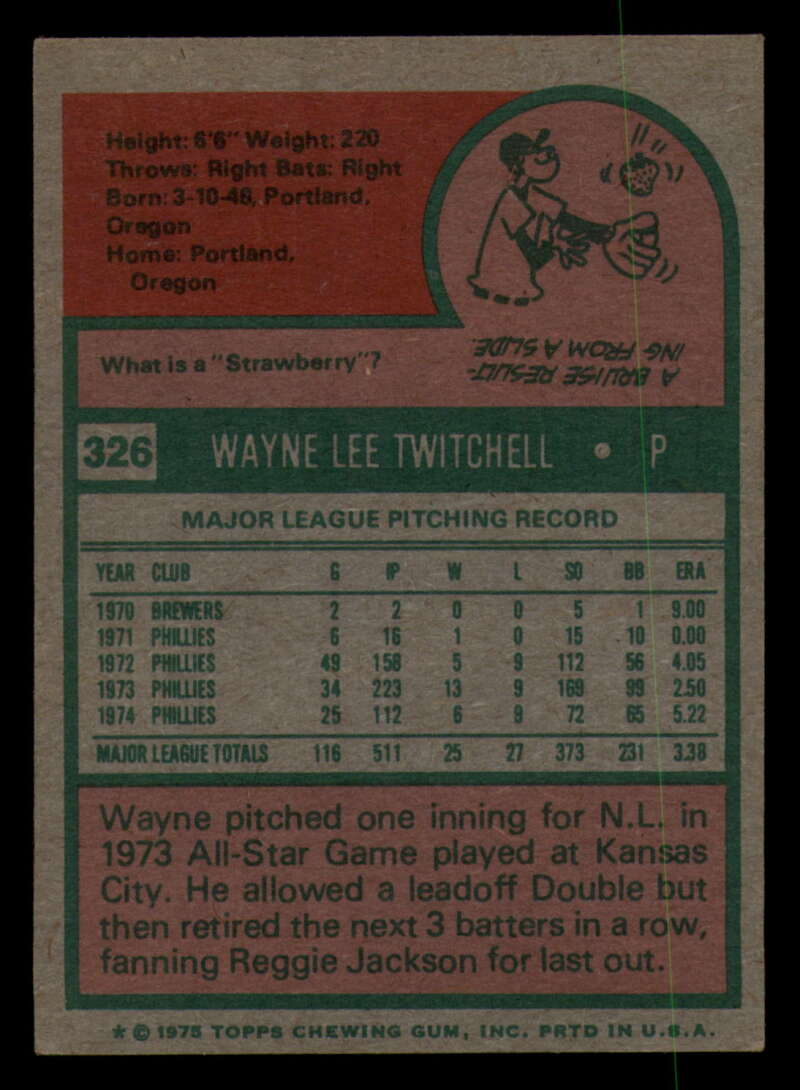 Height: 6'6" Weight: 220
Throws: Right Bats: Right
Born: 3-10-48, Portland,
Oregon
Home: Portland,
Oregon
What is a "Strawberry"?
A BRUISE RESULT-
ING FROM A SLIDE.
326 WAYNE LEE TWITCHELL • P
MAJOR LEAGUE PITCHING RECORD
YEAR CLUB G IP W L SO BB ERA
1970 BREWERS 2 2 0 0 5 1 9.00
1971 PHILLIES 6 16 1 0 15 10 0.00
1972 PHILLIES 49 158 5 9 112 56 4.05
1973 PHILLIES 34 223 13 9 169 99 2.50
1974 PHILLIES 25 112 6 9 72 65 5.22
MAJOR LEAGUE TOTALS 116 511 25 27 373 231 3.38
Wayne pitched one inning for N.L. in
1973 All-Star Game played at Kansas
City. He allowed a leadoff Double but
then retired the next 3 batters in a row,
fanning Reggie Jackson for last out.
* © 1975 TOPPS CHEWING GUM, INC. PRTD IN U.S.A.